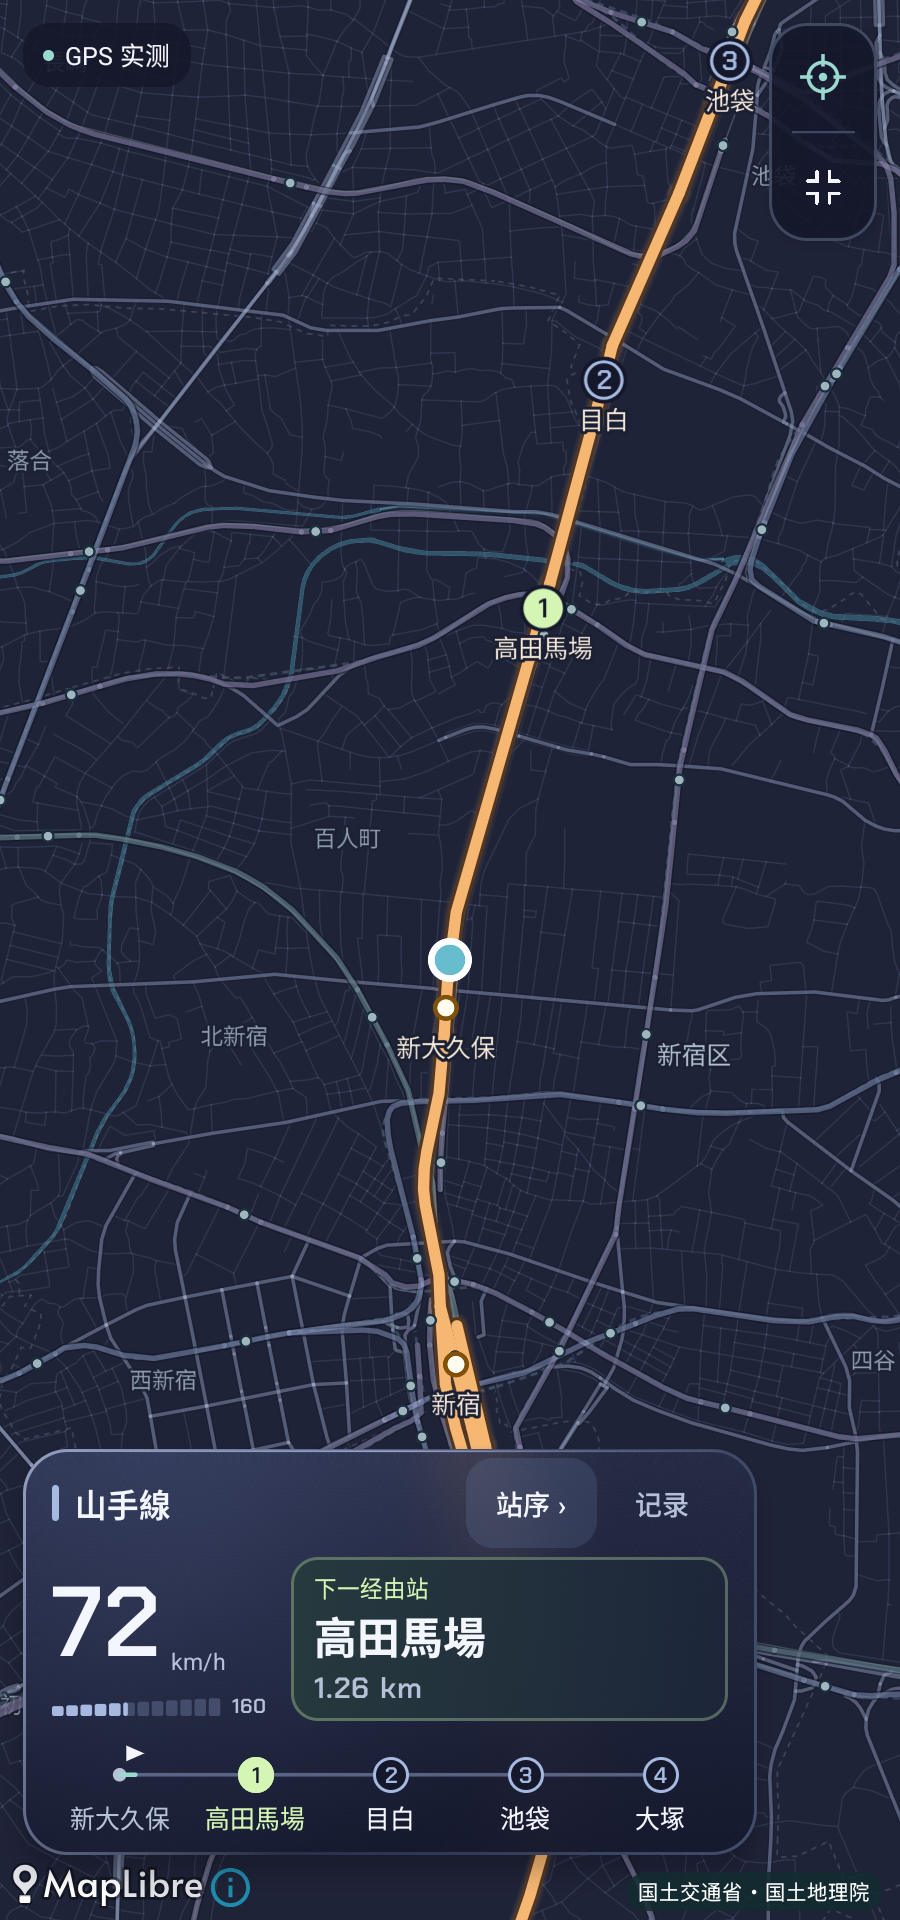 GPS 实测
3
池袋
池袋
2
目白
落合
1
高田馬場
百人町
新大久保
北新宿
新宿区
西新宿
四谷
新宿
山手線
站序 ›
记录
72 km/h
160
下一经由站
高田馬場
1.26 km
1 2 3 4
新大久保 高田馬場 目白 池袋 大塚
MapLibre
国土交通省・国土地理院